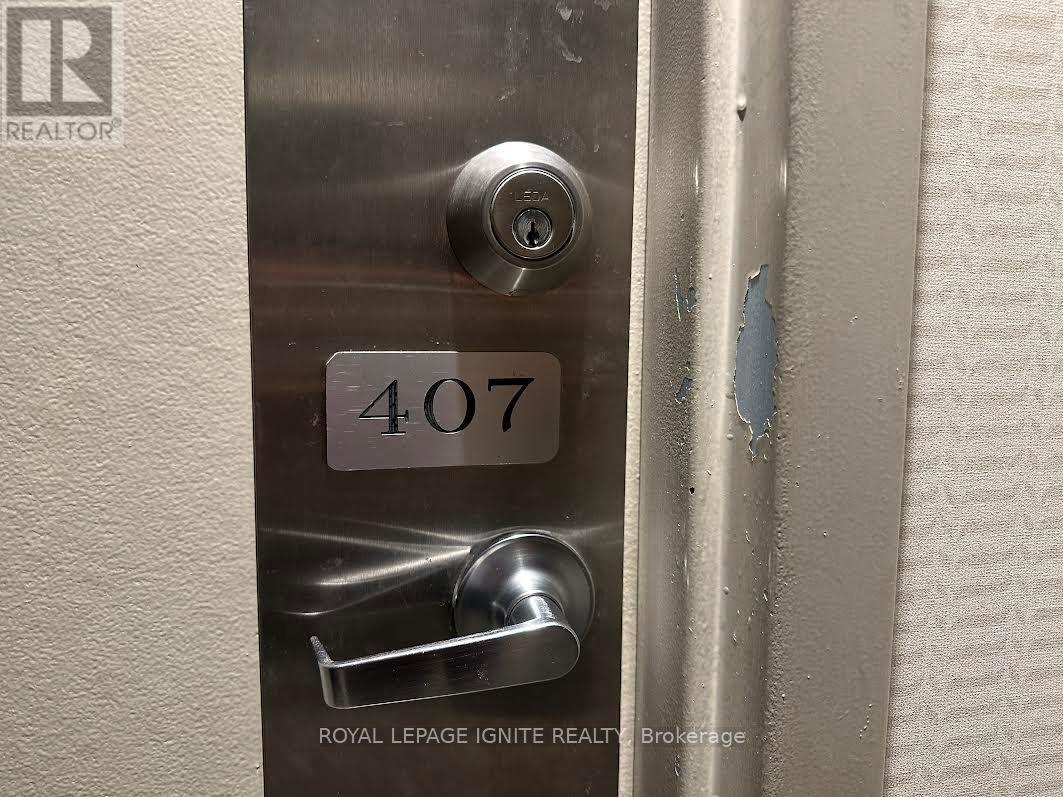 REALTOR®
LEDA
407
ROYAL LEPAGE IGNITE REALTY, Brokerage